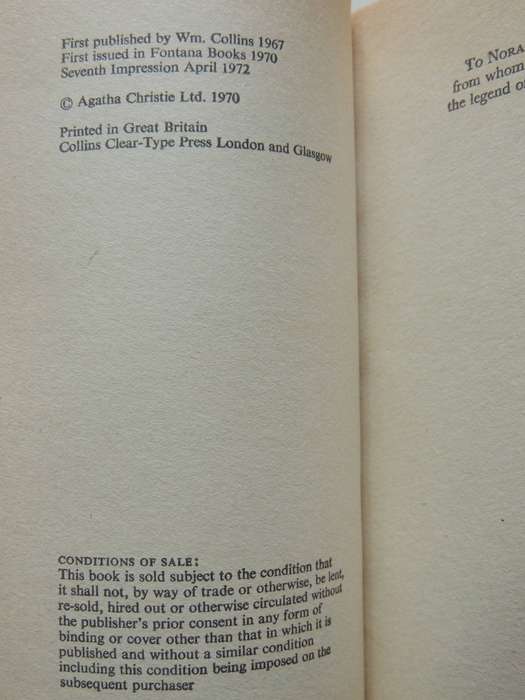 First published by Wm. Collins 1967
First issued in Fontana Books 1970
Seventh Impression April 1972
© Agatha Christie Ltd. 1970
Printed in Great Britain
Collins Clear-Type Press London and Glasgow
CONDITIONS OF SALE:
This book is sold subject to the condition that
it shall not, by way of trade or otherwise, be lent,
re-sold, hired out or otherwise circulated without
the publisher's prior consent in any form of
binding or cover other than that in which it is
published and without a similar condition
including this condition being imposed on the
subsequent purchaser
To NORA
from whom
the legend of